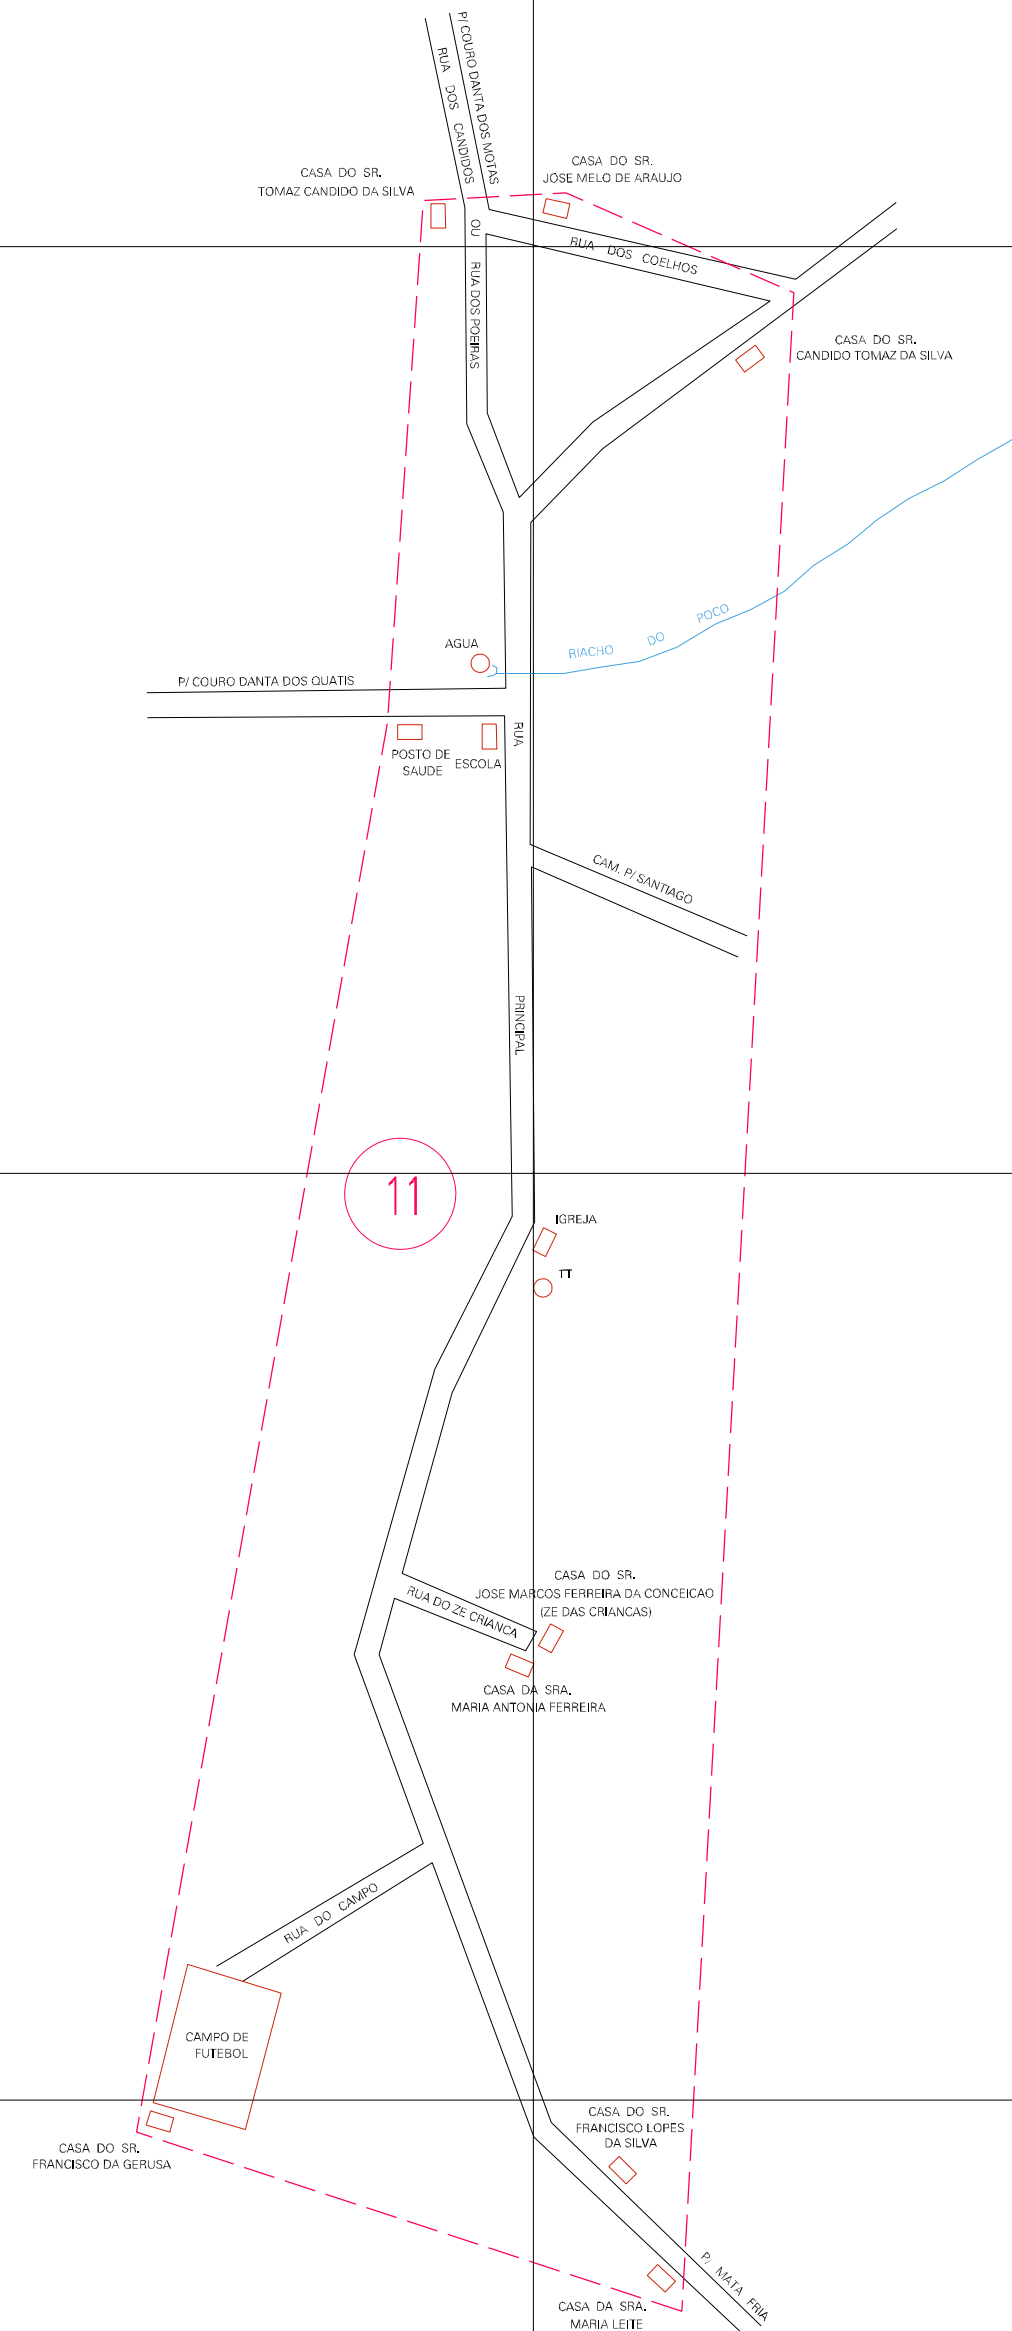 P/ COURO DANTA DOS MOTAS
RUA DOS CANDIDOS
OU RUA DOS POEIRAS
CASA DO SR.
TOMAZ CANDIDO DA SILVA
CASA DO SR.
JOSE MELO DE ARAUJO
RUA DOS COELHOS
CASA DO SR.
CANDIDO TOMAZ DA SILVA
RIACHO DO POCO
AGUA
P/ COURO DANTA DOS QUATIS
POSTO DE
SAUDE
ESCOLA
RUA PRINCIPAL
CAM. P/ SANTIAGO
11
IGREJA
TT
CASA DO SR.
JOSE MARCOS FERREIRA DA CONCEICAO
(ZE DAS CRIANCAS)
RUA DO ZE CRIANCA
CASA DA SRA.
MARIA ANTONIA FERREIRA
RUA DO CAMPO
CAMPO DE
FUTEBOL
CASA DO SR.
FRANCISCO DA GERUSA
CASA DO SR.
FRANCISCO LOPES
DA SILVA
P/ MATA FRIA
CASA DA SRA.
MARIA LEITE